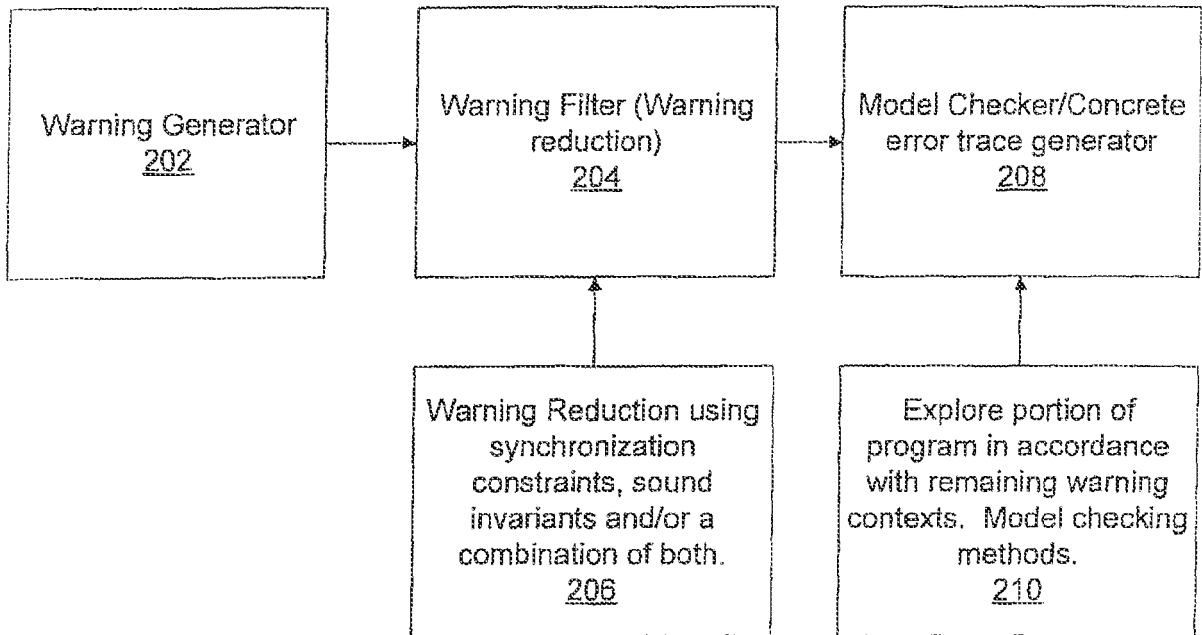 Warning Generator
202
Warning Filter (Warning
reduction)
204
Model Checker/Concrete
error trace generator
208
Warning Reduction using
synchronization
constraints, sound
invariants and/or a
combination of both.
206
Explore portion of
program in accordance
with remaining warning
contexts. Model checking
methods.
210